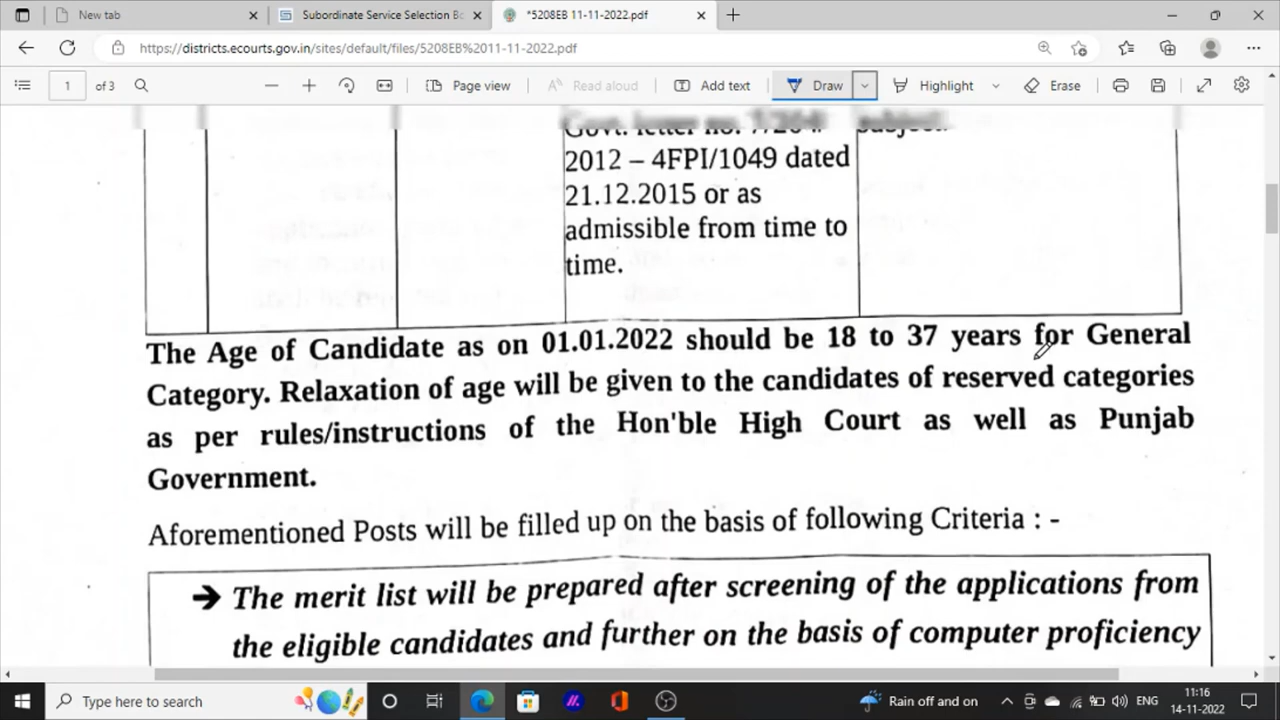 New tab
Subordinate Service Selection Bo
*5208EB 11-11-2022.pdf
https://districts.ecourts.gov.in/sites/default/files/5208EB%2011-11-2022.pdf
1 of 3
Page view
Read aloud
Add text
Draw
Highlight
Erase
Govt. letter no. 7/204/
subject.
2012 – 4FPI/1049 dated
21.12.2015 or as
admissible from time to
time.
The Age of Candidate as on 01.01.2022 should be 18 to 37 years for General
Category. Relaxation of age will be given to the candidates of reserved categories
as per rules/instructions of the Hon'ble High Court as well as Punjab
Government.
Aforementioned Posts will be filled up on the basis of following Criteria : -
➔ The merit list will be prepared after screening of the applications from
the eligible candidates and further on the basis of computer proficiency
Type here to search
Rain off and on
ENG
11:16
14-11-2022